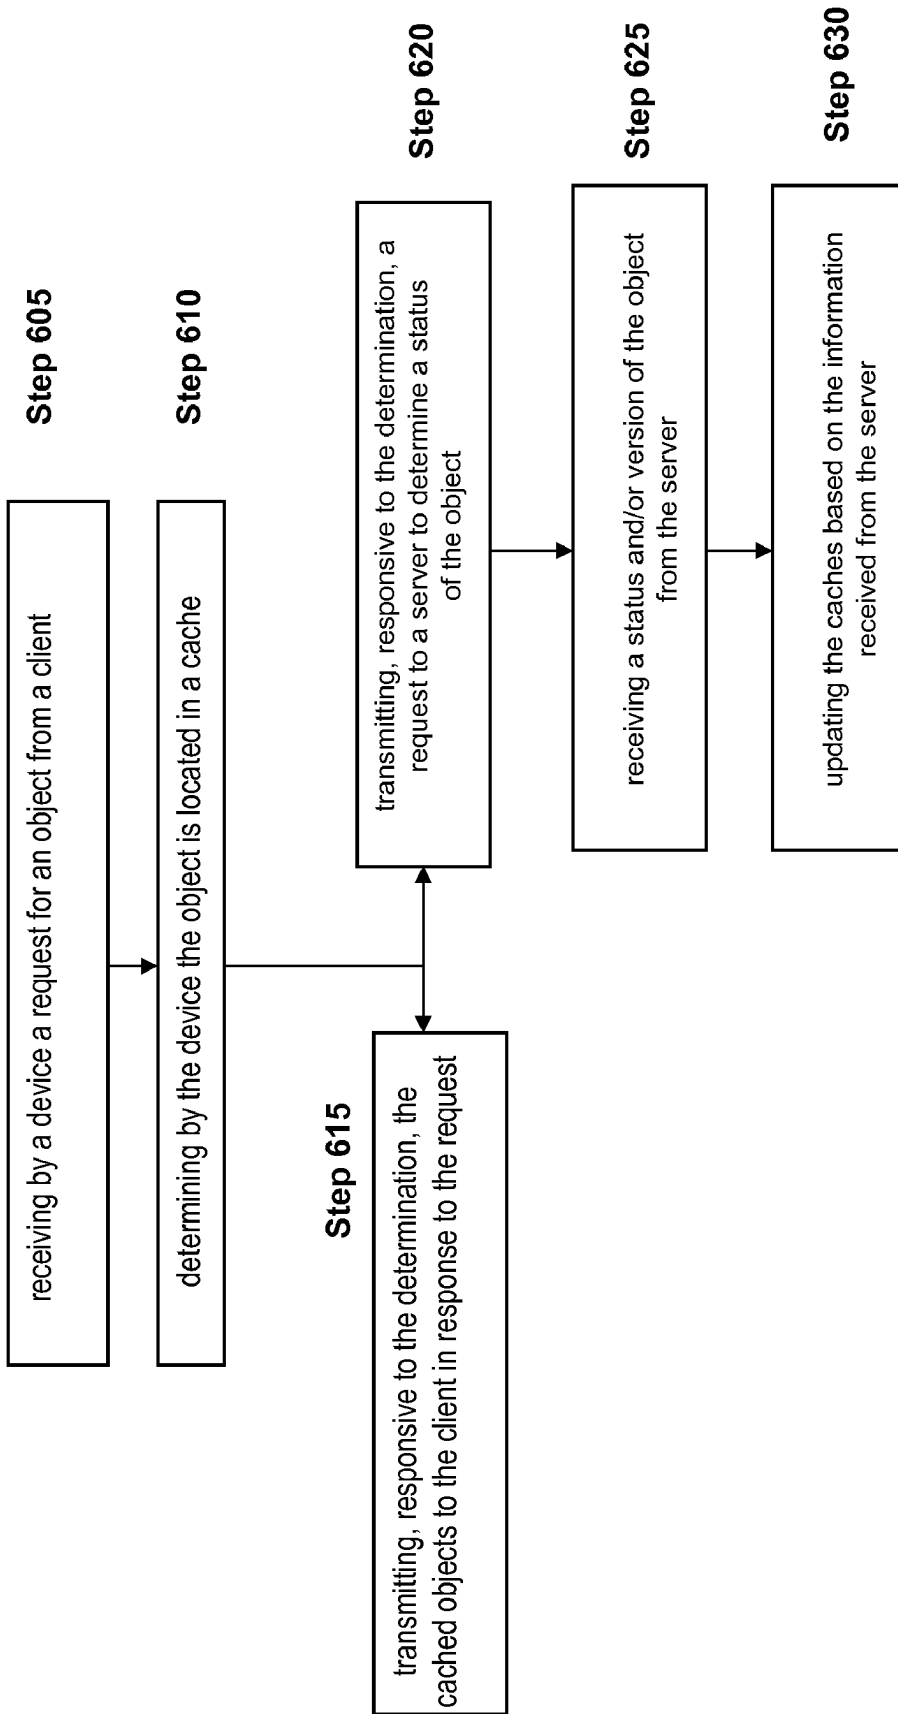 receiving by a device a request for an object from a client
Step 605
determining by the device the object is located in a cache
Step 610
Step 615
transmitting, responsive to the determination, the
cached objects to the client in response to the request
transmitting, responsive to the determination, a
request to a server to determine a status
of the object
Step 620
receiving a status and/or version of the object
from the server
Step 625
updating the caches based on the information
received from the server
Step 630